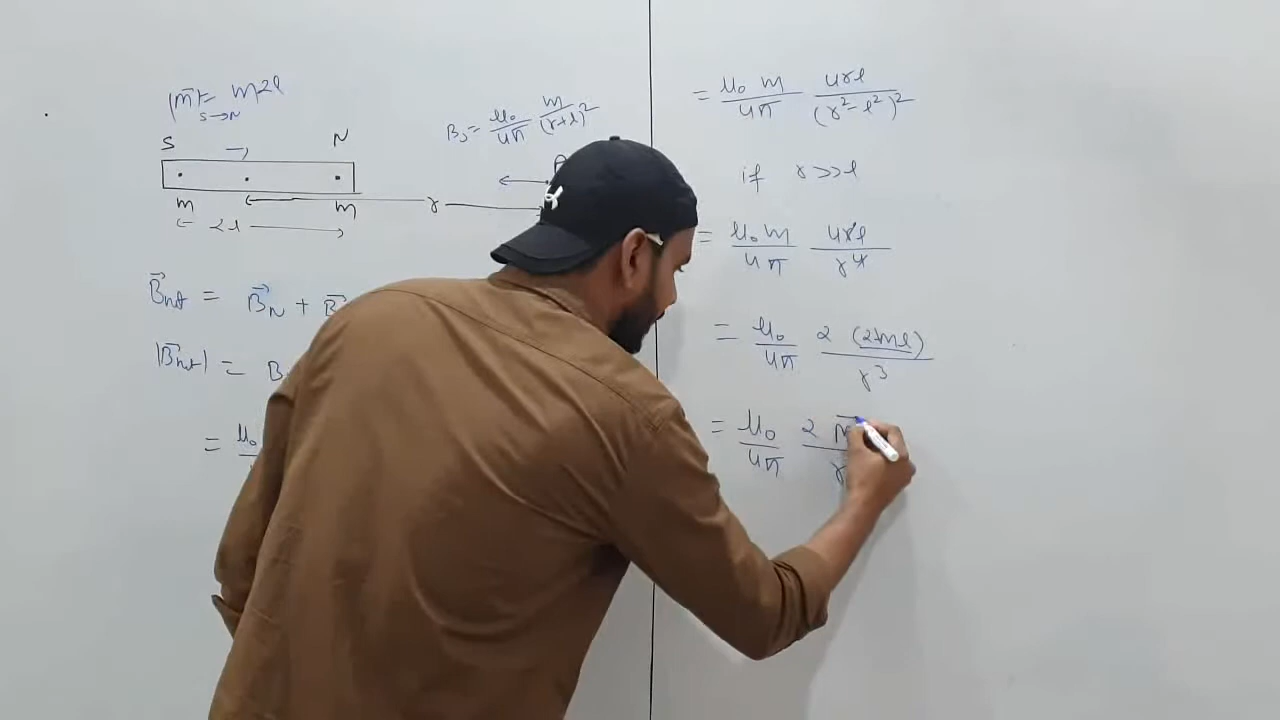 |M⃗| = m2l
S→N
S N
B_S = μ₀/4π m/(r+l)²
m r m
← 2l →
B⃗_net = B⃗_N + B⃗
|B⃗_net| = B
= μ₀
= μ₀ m/4π 4rl/(r² - l²)²
if r >> l
= μ₀ m/4π 4rl/r⁴
= μ₀/4π 2 (2ml)/r³
= μ₀/4π 2 M⃗/r